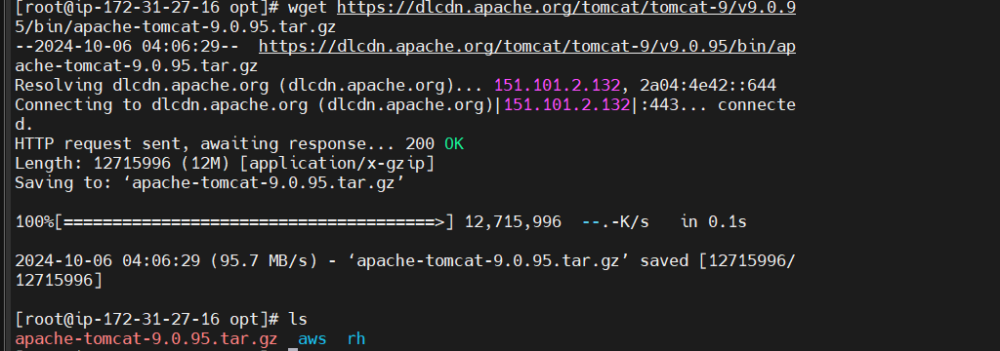 [root@ip-172-31-27-16 opt]# wget https://dlcdn.apache.org/tomcat/tomcat-9/v9.0.9
5/bin/apache-tomcat-9.0.95.tar.gz
--2024-10-06 04:06:29--  https://dlcdn.apache.org/tomcat/tomcat-9/v9.0.95/bin/ap
ache-tomcat-9.0.95.tar.gz
Resolving dlcdn.apache.org (dlcdn.apache.org)... 151.101.2.132, 2a04:4e42::644
Connecting to dlcdn.apache.org (dlcdn.apache.org)|151.101.2.132|:443... connecte
d.
HTTP request sent, awaiting response... 200 OK
Length: 12715996 (12M) [application/x-gzip]
Saving to: ‘apache-tomcat-9.0.95.tar.gz’
100%[======================================>] 12,715,996  --.-K/s   in 0.1s
2024-10-06 04:06:29 (95.7 MB/s) - ‘apache-tomcat-9.0.95.tar.gz’ saved [12715996/
12715996]
[root@ip-172-31-27-16 opt]# ls
apache-tomcat-9.0.95.tar.gz  aws  rh